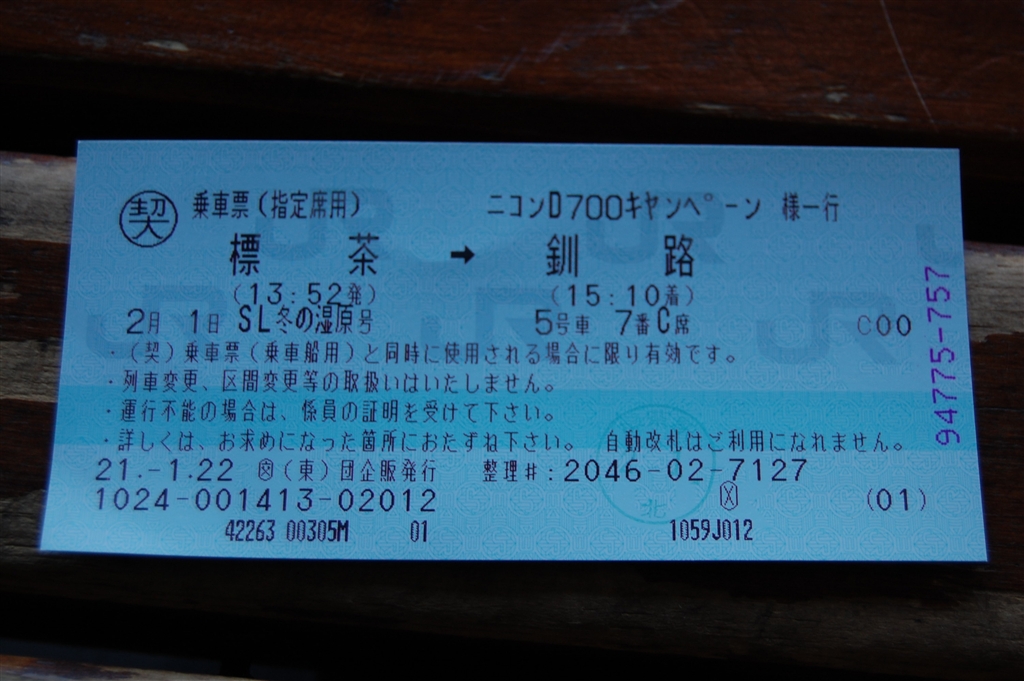 契 乗車票(指定席用) ニコンD700キャンペーン 様一行
標 茶 → 釧 路
(13:52発) (15:10着)
2月 1日 SL冬の湿原号 5号車 7番C席 C00
・(契)乗車票(乗車船用)と同時に使用される場合に限り有効です。
・列車変更、区間変更等の取扱いはいたしません。
・運行不能の場合は、係員の証明を受けて下さい。
・詳しくは、お求めになった箇所におたずね下さい。 自動改札はご利用になれません。
21.-1.22 (東)団企販発行 整理#:2046-02-7127
1024-001413-02012 (01)
42263 00305M 01 1059J012
94775-757
北
JR JR JR JR JR